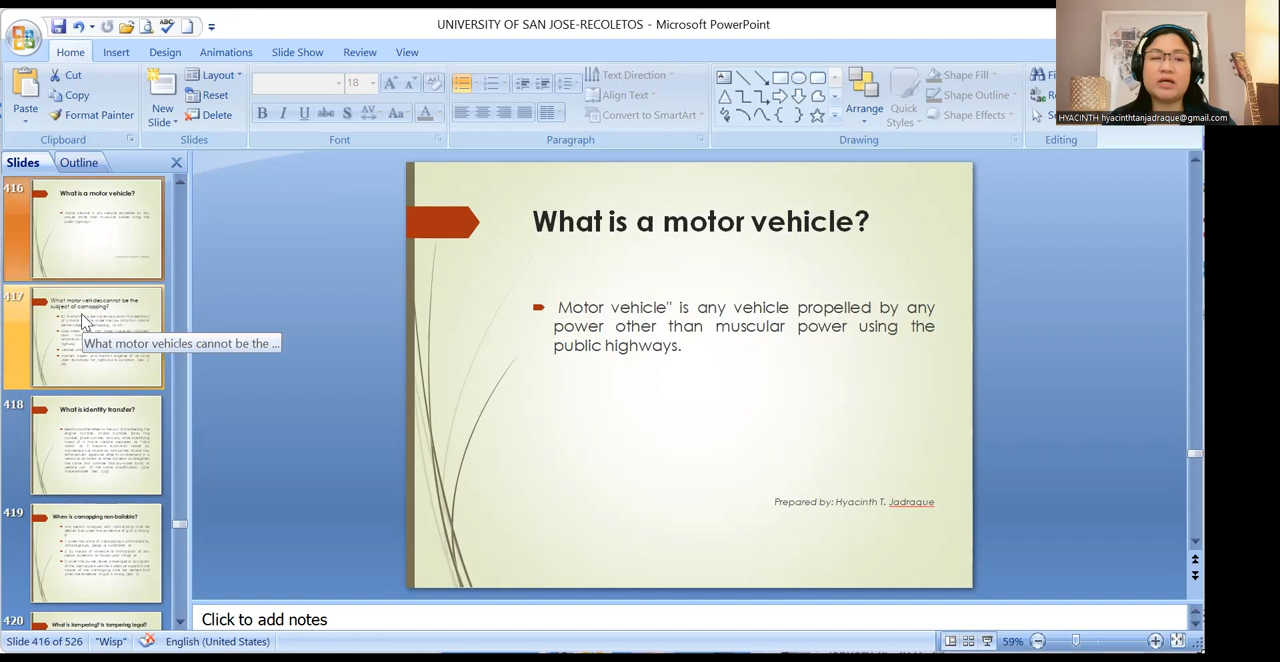 UNIVERSITY OF SAN JOSE-RECOLETOS - Microsoft PowerPoint
Home Insert Design Animations Slide Show Review View
Paste
Cut
Copy
Format Painter
Clipboard
New Slide
Layout
Reset
Delete
Slides
18
Font
Paragraph
Text Direction
Align Text
Convert to SmartArt
Arrange
Quick Styles
Shape Fill
Shape Outline
Shape Effects
Drawing
Editing
HYACINTH hyacinthtanjadraque@gmail.com
Slides Outline
416
What is a motor vehicle?
417
What motor vehicles cannot be the
subject of carnapping?
What motor vehicles cannot be the ...
418
What is identity transfer?
419
When is carnapping non-bailable?
420
What is tampering? Is tampering legal?
What is a motor vehicle?
Motor vehicle" is any vehicle propelled by any
power other than muscular power using the
public highways.
Prepared by: Hyacinth T. Jadraque
Click to add notes
Slide 416 of 526 "Wisp" English (United States) 59%